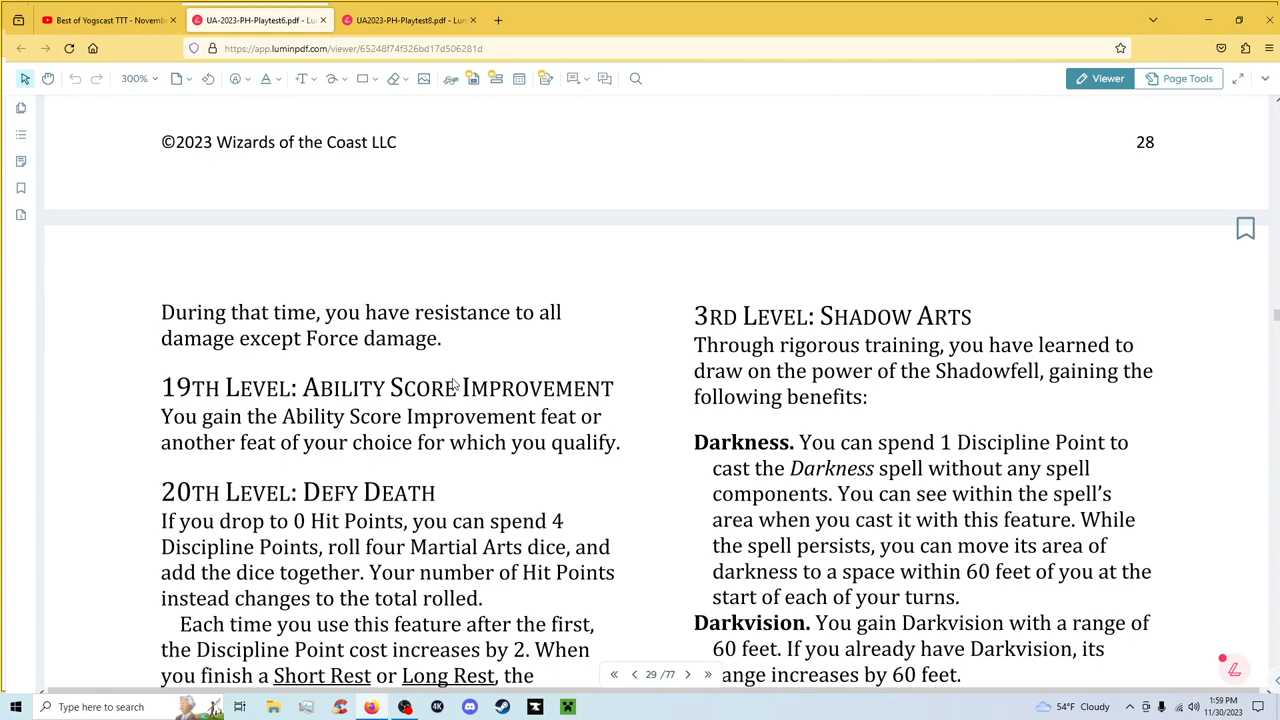 Best of Yogscast TTT - Novemb
UA-2023-PH-Playtest6.pdf - Lu
UA2023-PH-Playtest8.pdf - Lun
https://app.luminpdf.com/viewer/65248f74f326bd17d506281d
300%
Viewer
Page Tools
©2023 Wizards of the Coast LLC
28
During that time, you have resistance to all
damage except Force damage.
19TH LEVEL: ABILITY SCORE IMPROVEMENT
You gain the Ability Score Improvement feat or
another feat of your choice for which you qualify.
20TH LEVEL: DEFY DEATH
If you drop to 0 Hit Points, you can spend 4
Discipline Points, roll four Martial Arts dice, and
add the dice together. Your number of Hit Points
instead changes to the total rolled.
Each time you use this feature after the first,
the Discipline Point cost increases by 2. When
you finish a Short Rest or Long Rest, the
3RD LEVEL: SHADOW ARTS
Through rigorous training, you have learned to
draw on the power of the Shadowfell, gaining the
following benefits:
Darkness. You can spend 1 Discipline Point to
cast the Darkness spell without any spell
components. You can see within the spell's
area when you cast it with this feature. While
the spell persists, you can move its area of
darkness to a space within 60 feet of you at the
start of each of your turns.
Darkvision. You gain Darkvision with a range of
60 feet. If you already have Darkvision, its
ange increases by 60 feet.
29 /77
Type here to search
54°F Cloudy
1:59 PM
11/30/2023